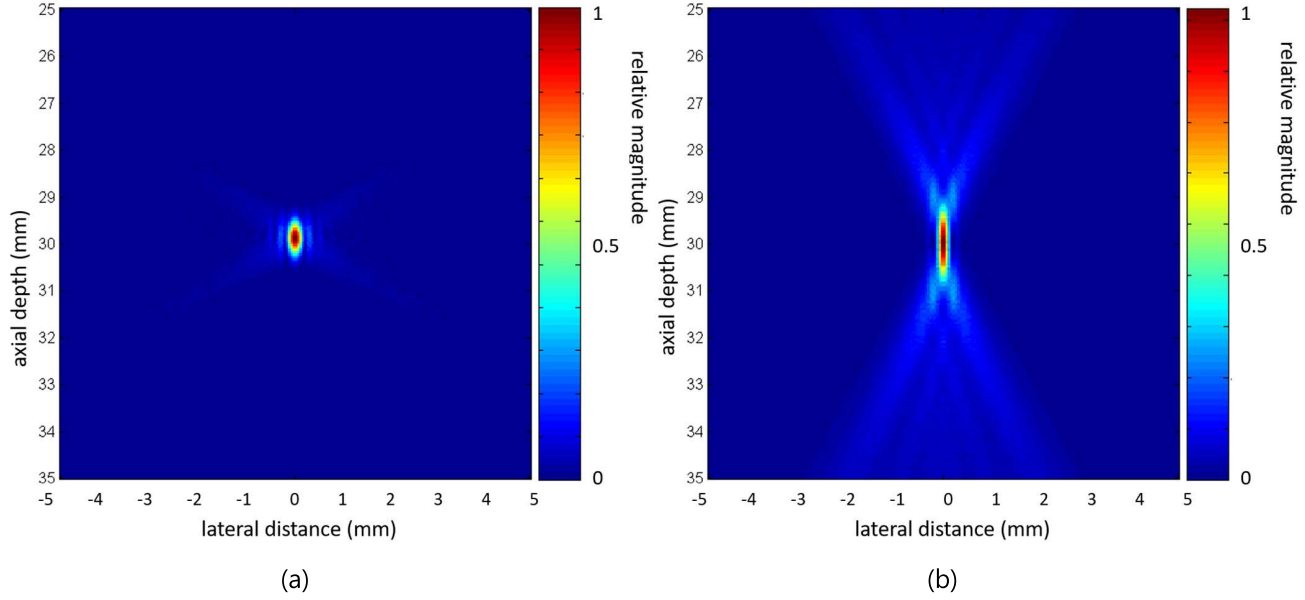 25
26
27
28
29
30
31
32
33
34
35
axial depth (mm)
-5 -4 -3 -2 -1 0 1 2 3 4 5
lateral distance (mm)
1
0.5
0
relative magnitude
(a)
25
26
27
28
29
30
31
32
33
34
35
axial depth (mm)
-5 -4 -3 -2 -1 0 1 2 3 4 5
lateral distance (mm)
1
0.5
0
relative magnitude
(b)